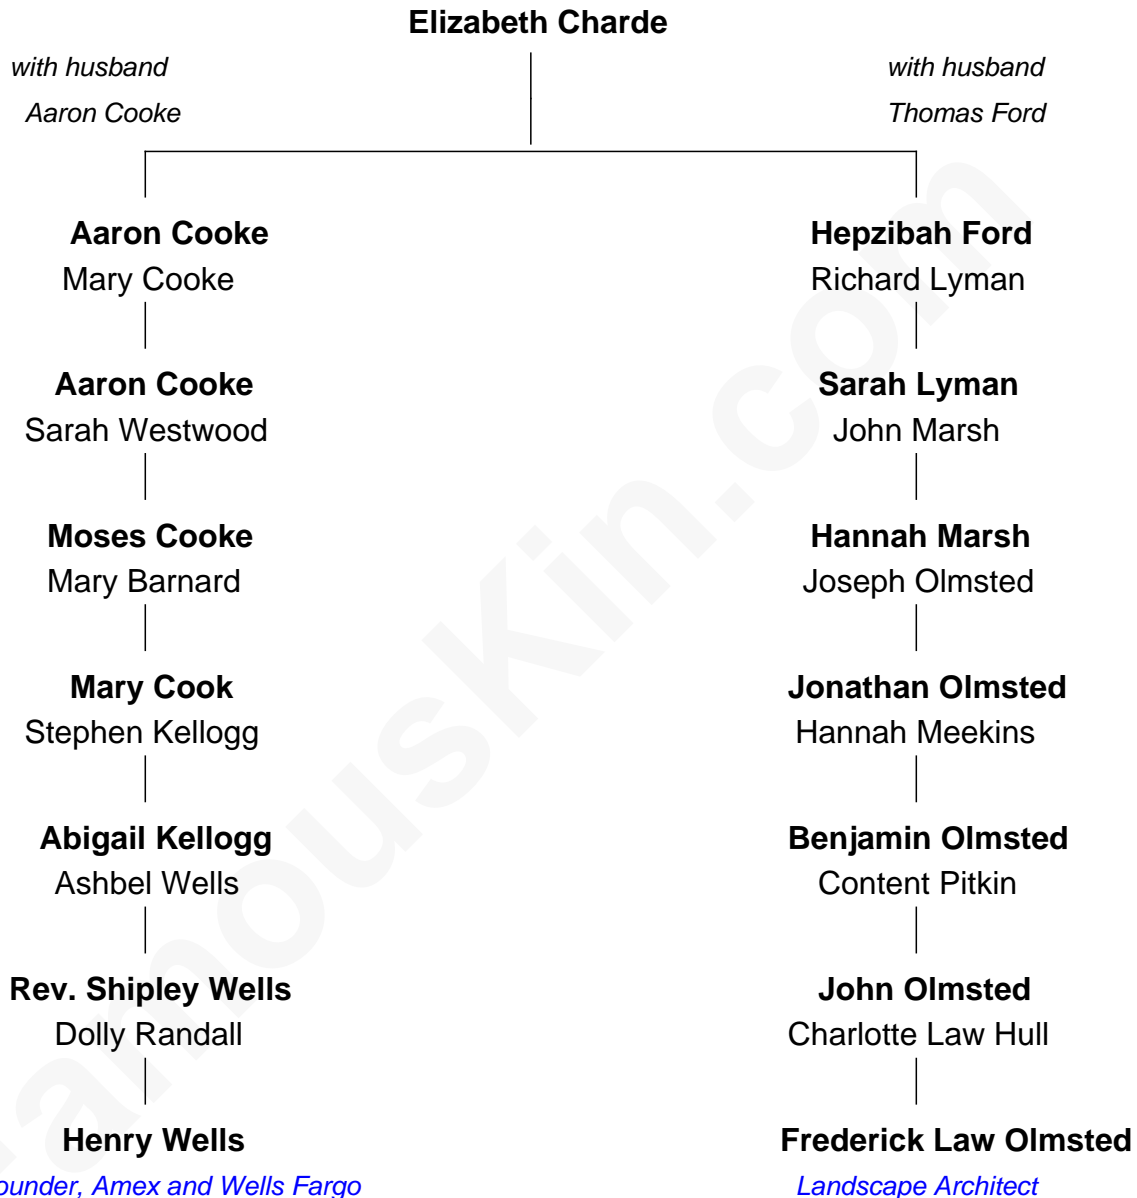 Elizabeth Charde
with husband
Aaron Cooke
with husband
Thomas Ford
Aaron Cooke
Mary Cooke
Hepzibah Ford
Richard Lyman
Aaron Cooke
Sarah Westwood
Sarah Lyman
John Marsh
Moses Cooke
Mary Barnard
Hannah Marsh
Joseph Olmsted
Mary Cook
Stephen Kellogg
Jonathan Olmsted
Hannah Meekins
Abigail Kellogg
Ashbel Wells
Benjamin Olmsted
Content Pitkin
Rev. Shipley Wells
Dolly Randall
John Olmsted
Charlotte Law Hull
Henry Wells
ounder, Amex and Wells Fargo
Frederick Law Olmsted
Landscape Architect
amouskin.com